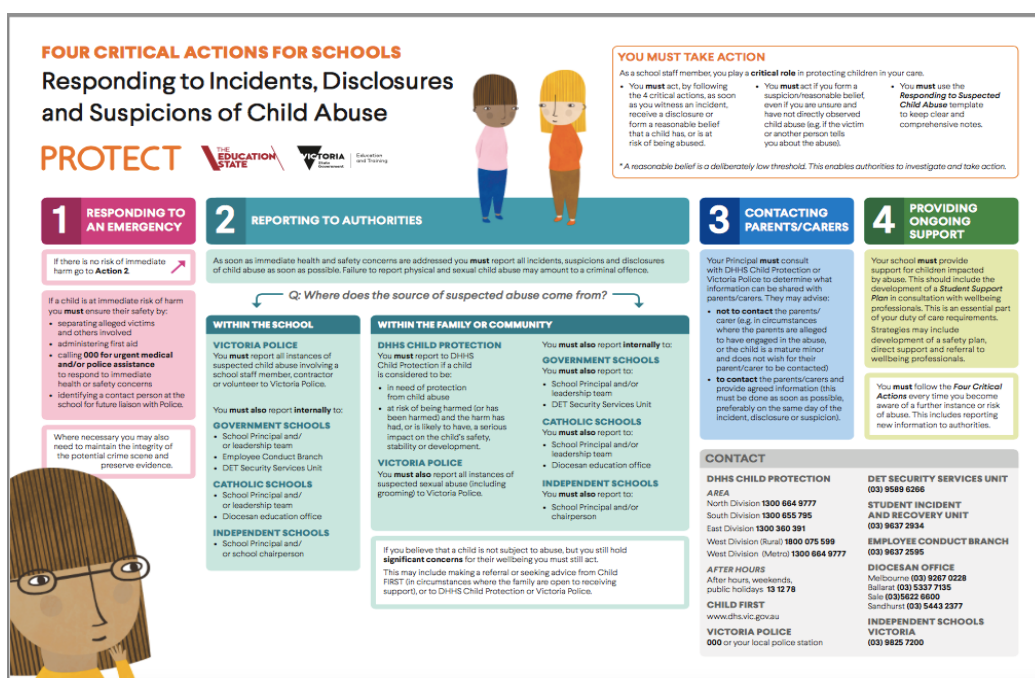 FOUR CRITICAL ACTIONS FOR SCHOOLS
Responding to Incidents, Disclosures
and Suspicions of Child Abuse
PROTECT
THE
EDUCATION
STATE
VICTORIA
State
Government
Education
and Training
YOU MUST TAKE ACTION
As a school staff member, you play a critical role in protecting children in your care.
• You must act, by following
the 4 critical actions, as soon
as you witness an incident,
receive a disclosure or
form a reasonable belief
that a child has, or is at
risk of being abused.
• You must act if you form a
suspicion/reasonable belief,
even if you are unsure and
have not directly observed
child abuse (e.g. if the victim
or another person tells
you about the abuse).
• You must use the
Responding to Suspected
Child Abuse template
to keep clear and
comprehensive notes.
* A reasonable belief is a deliberately low threshold. This enables authorities to investigate and take action.
1 RESPONDING TO
AN EMERGENCY
If there is no risk of immediate
harm go to Action 2.
If a child is at immediate risk of harm
you must ensure their safety by:
• separating alleged victims
and others involved
• administering first aid
• calling 000 for urgent medical
and/or police assistance
to respond to immediate
health or safety concerns
• identifying a contact person at the
school for future liaison with Police.
Where necessary you may also
need to maintain the integrity of
the potential crime scene and
preserve evidence.
2 REPORTING TO AUTHORITIES
As soon as immediate health and safety concerns are addressed you must report all incidents, suspicions and disclosures
of child abuse as soon as possible. Failure to report physical and sexual child abuse may amount to a criminal offence.
Q: Where does the source of suspected abuse come from?
WITHIN THE SCHOOL
VICTORIA POLICE
You must report all instances of
suspected child abuse involving a
school staff member, contractor
or volunteer to Victoria Police.
You must also report internally to:
GOVERNMENT SCHOOLS
• School Principal and/
or leadership team
• Employee Conduct Branch
• DET Security Services Unit
CATHOLIC SCHOOLS
• School Principal and/
or leadership team
• Diocesan education office
INDEPENDENT SCHOOLS
• School Principal and/
or school chairperson
WITHIN THE FAMILY OR COMMUNITY
DHHS CHILD PROTECTION
You must report to DHHS
Child Protection if a child
is considered to be:
• in need of protection
from child abuse
• at risk of being harmed (or has
been harmed) and the harm has
had, or is likely to have, a serious
impact on the child's safety,
stability or development.
VICTORIA POLICE
You must also report all instances of
suspected sexual abuse (including
grooming) to Victoria Police.
You must also report internally to:
GOVERNMENT SCHOOLS
You must also report to:
• School Principal and/or
leadership team
• DET Security Services Unit
CATHOLIC SCHOOLS
You must also report to:
• School Principal and/or
leadership team
• Diocesan education office
INDEPENDENT SCHOOLS
You must also report to:
• School Principal and/or
chairperson
If you believe that a child is not subject to abuse, but you still hold
significant concerns for their wellbeing you must still act.
This may include making a referral or seeking advice from Child
FIRST (in circumstances where the family are open to receiving
support), or to DHHS Child Protection or Victoria Police.
3 CONTACTING
PARENTS/CARERS
Your Principal must consult
with DHHS Child Protection or
Victoria Police to determine what
information can be shared with
parents/carers. They may advise:
• not to contact the parents/
carer (e.g. in circumstances
where the parents are alleged
to have engaged in the abuse,
or the child is a mature minor
and does not wish for their
parent/carer to be contacted)
• to contact the parents/carers and
provide agreed information (this
must be done as soon as possible,
preferably on the same day of the
incident, disclosure or suspicion).
4 PROVIDING
ONGOING
SUPPORT
Your school must provide
support for children impacted
by abuse. This should include the
development of a Student Support
Plan in consultation with wellbeing
professionals. This is an essential part
of your duty of care requirements.
Strategies may include
development of a safety plan,
direct support and referral to
wellbeing professionals.
You must follow the Four Critical
Actions every time you become
aware of a further instance or risk
of abuse. This includes reporting
new information to authorities.
CONTACT
DHHS CHILD PROTECTION
AREA
North Division 1300 664 9777
South Division 1300 655 795
East Division 1300 360 391
West Division (Rural) 1800 075 599
West Division (Metro) 1300 664 9777
AFTER HOURS
After hours, weekends,
public holidays 13 12 78
CHILD FIRST
www.dhs.vic.gov.au
VICTORIA POLICE
000 or your local police station
DET SECURITY SERVICES UNIT
(03) 9589 6266
STUDENT INCIDENT
AND RECOVERY UNIT
(03) 9637 2934
EMPLOYEE CONDUCT BRANCH
(03) 9637 2595
DIOCESAN OFFICE
Melbourne (03) 9267 0228
Ballarat (03) 5337 7135
Sale (03)5622 6600
Sandhurst (03) 5443 2377
INDEPENDENT SCHOOLS
VICTORIA
(03) 9825 7200